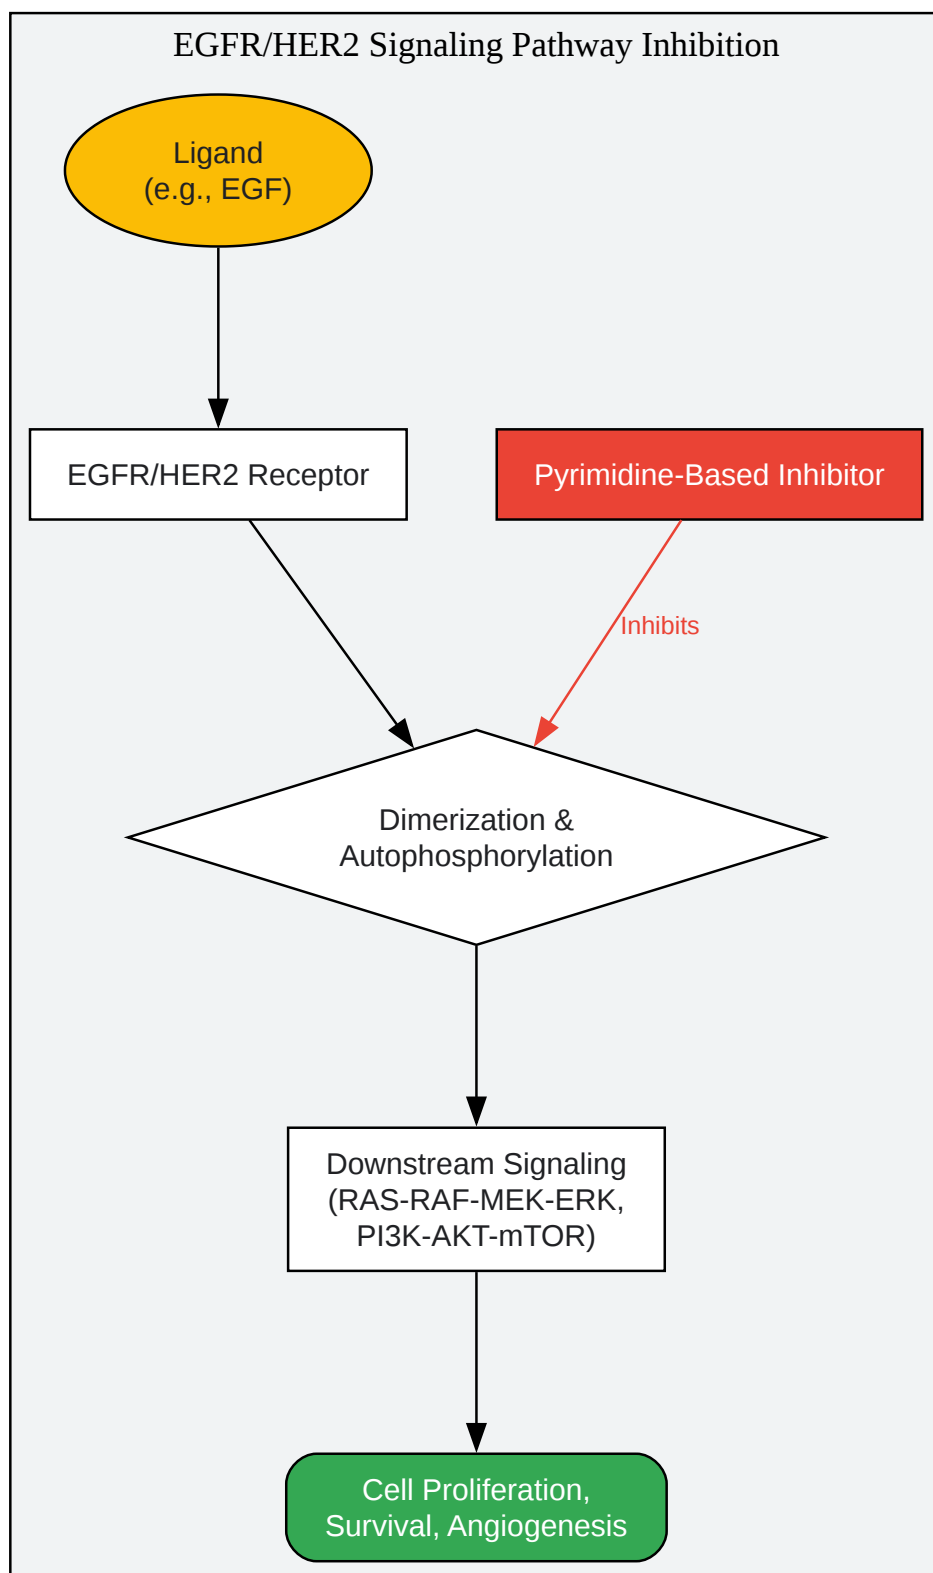 EGFR/HER2 Signaling Pathway Inhibition
Ligand
(e.g., EGF)
EGFR/HER2 Receptor
Pyrimidine-Based Inhibitor
Inhibits
Dimerization &
Autophosphorylation
Downstream Signaling
(RAS-RAF-MEK-ERK,
PI3K-AKT-mTOR)
Cell Proliferation,
Survival, Angiogenesis